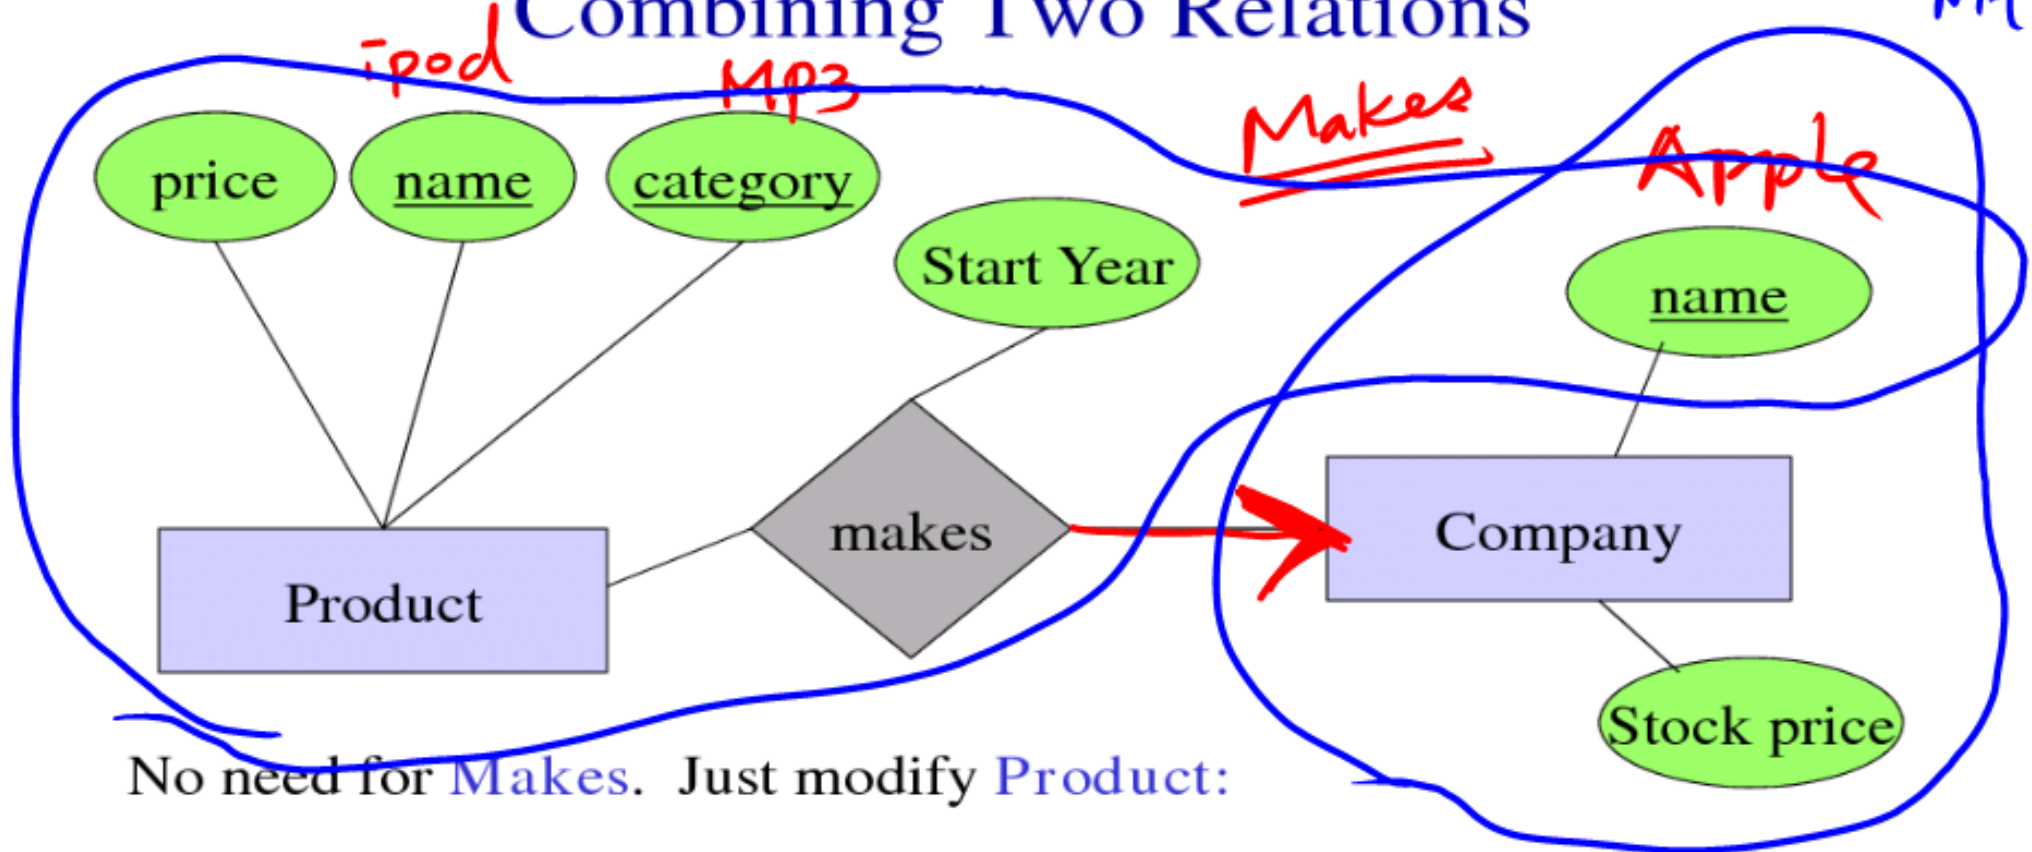 Combining Two Relations
ipod MP3 Makes Apple
price name category
Start Year
name
makes Company
Product
Stock price
No need for Makes. Just modify Product: